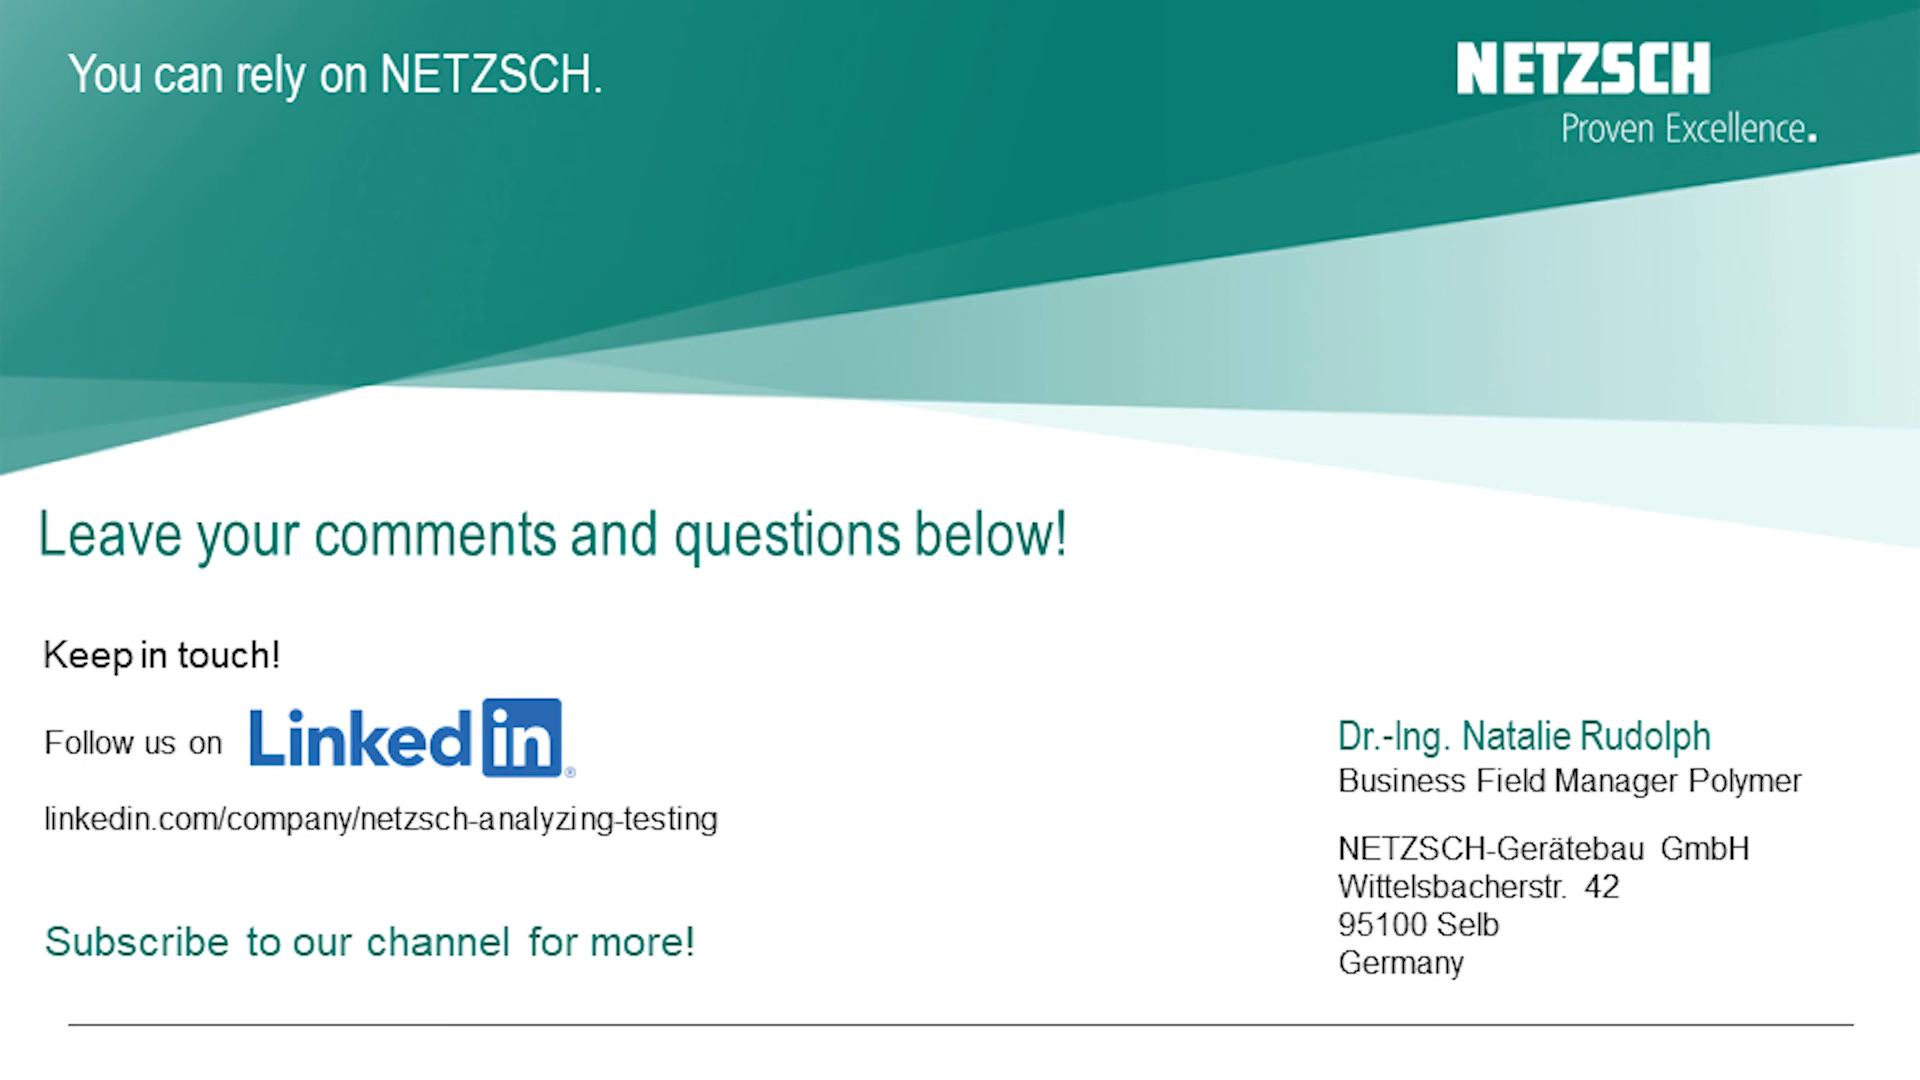 You can rely on NETZSCH.
NETZSCH
Proven Excellence.
Leave your comments and questions below!
Keep in touch!
Follow us on Linkedin®
linkedin.com/company/netzsch-analyzing-testing
Subscribe to our channel for more!
Dr.-Ing. Natalie Rudolph
Business Field Manager Polymer
NETZSCH-Gerätebau GmbH
Wittelsbacherstr. 42
95100 Selb
Germany